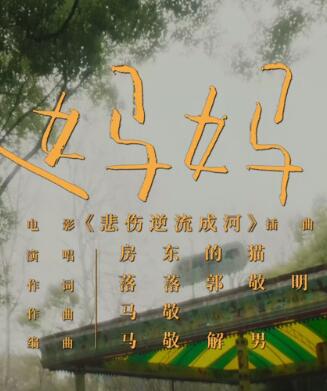 好好
电影《悲伤逆流成河》插曲
演唱 房东的猫
作词 落落 郭敬明
作曲 马敬
编曲 马敬 解男